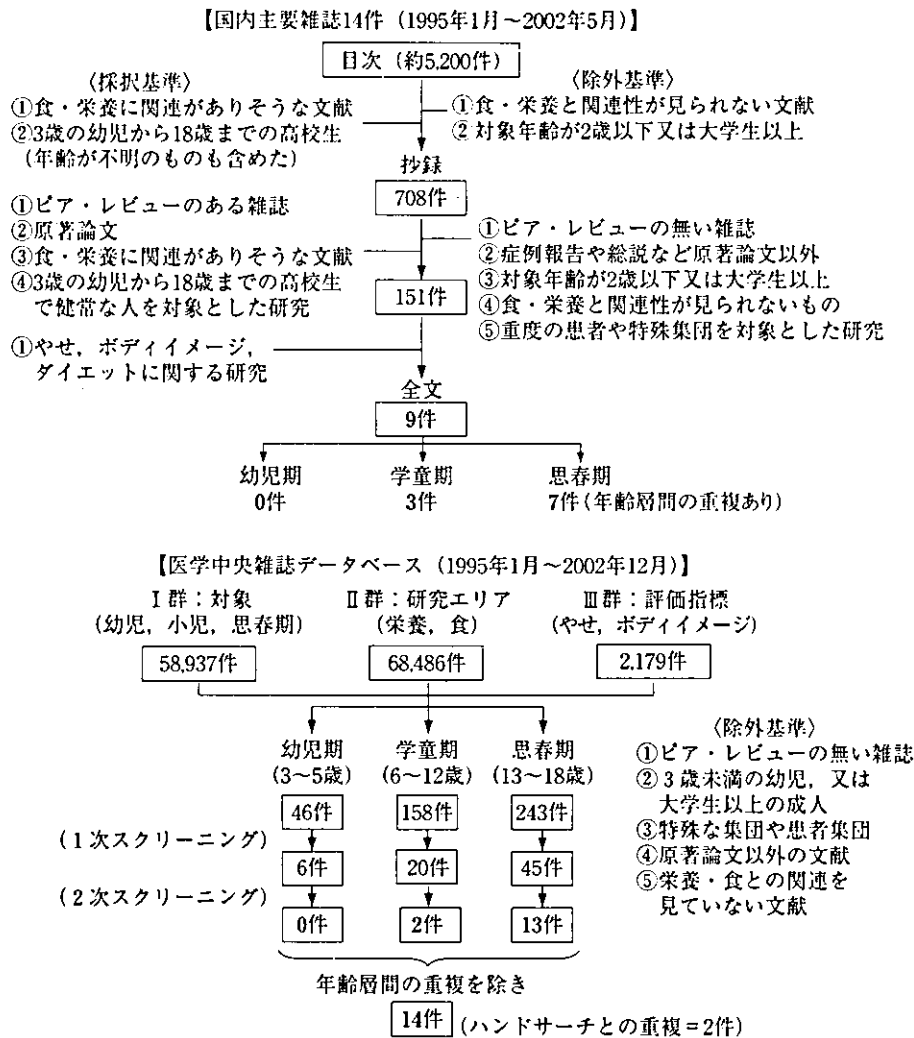 【国内主要雑誌14件（1995年1月～2002年5月）】
目次（約5,200件）
〈採択基準〉
①食・栄養に関連がありそうな文献
②3歳の幼児から18歳までの高校生
（年齢が不明のものも含めた）
〈除外基準〉
①食・栄養と関連性が見られない文献
②対象年齢が2歳以下又は大学生以上
抄録
708件
①ピア・レビューのある雑誌
②原著論文
③食・栄養に関連がありそうな文献
④3歳の幼児から18歳までの高校生
で健常な人を対象とした研究
①ピア・レビューの無い雑誌
②症例報告や総説など原著論文以外
③対象年齢が2歳以下又は大学生以上
④食・栄養と関連性が見られないもの
⑤重度の患者や特殊集団を対象とした研究
151件
①やせ，ボディイメージ，
ダイエットに関する研究
全文
9件
幼児期 学童期 思春期
0件 3件 7件（年齢層間の重複あり）
【医学中央雑誌データベース（1995年1月～2002年12月）】
Ⅰ群：対象 Ⅱ群：研究エリア Ⅲ群：評価指標
（幼児，小児，思春期） （栄養，食） （やせ，ボディイメージ）
58,937件 68,486件 2,179件
幼児期 学童期 思春期
（3～5歳） （6～12歳） （13～18歳）
46件 158件 243件
（1次スクリーニング）
6件 20件 45件
（2次スクリーニング）
0件 2件 13件
〈除外基準〉
①ピア・レビューの無い雑誌
②3歳未満の幼児，又は
大学生以上の成人
③特殊な集団や患者集団
④原著論文以外の文献
⑤栄養・食との関連を
見ていない文献
年齢層間の重複を除き
14件（ハンドサーチとの重複＝2件）